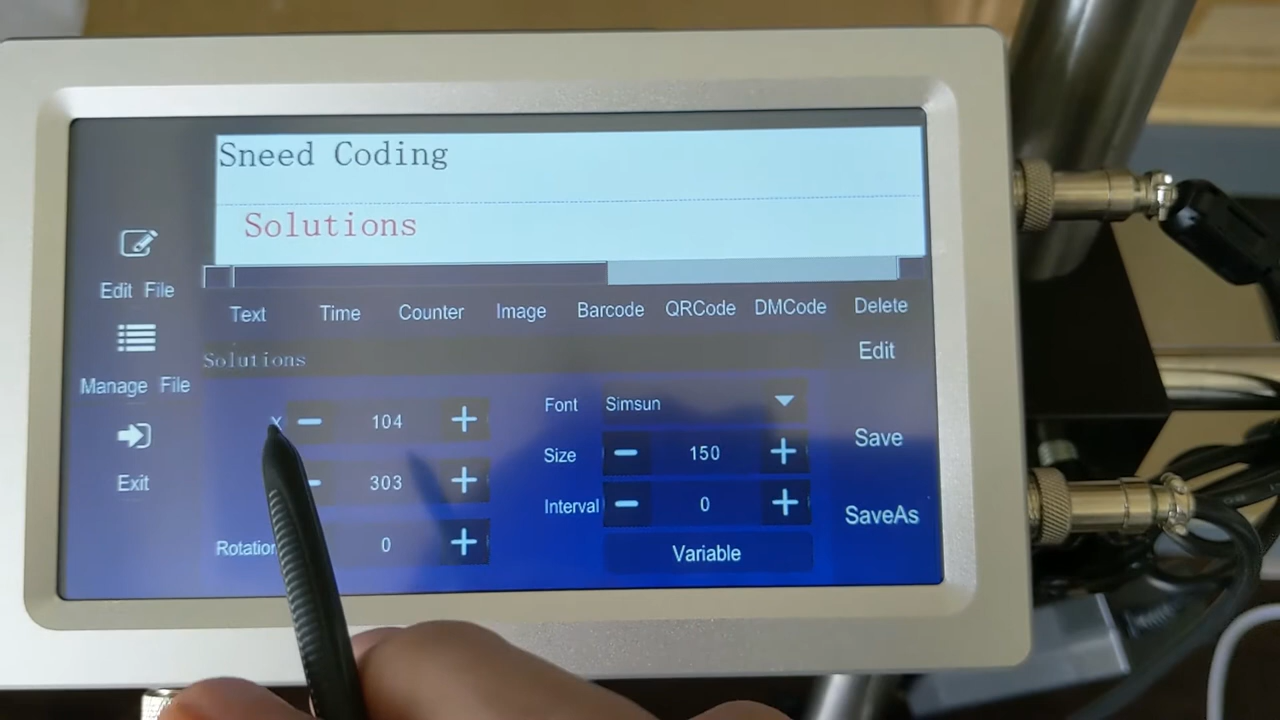 Sneed Coding
Solutions
Edit File
Manage File
Exit
Text Time Counter Image Barcode QRCode DMCode Delete
Solutions
Edit
X 104
303
Rotation 0
Font Simsun
Size 150
Interval 0
Variable
Save
SaveAs